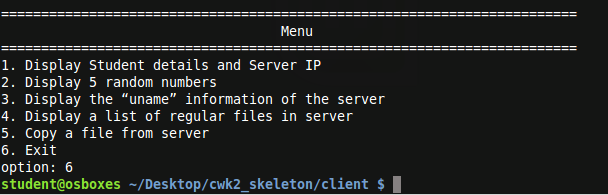 ========================================================================
Menu
========================================================================
1. Display Student details and Server IP
2. Display 5 random numbers
3. Display the “uname” information of the server
4. Display a list of regular files in server
5. Copy a file from server
6. Exit
option: 6
student@osboxes ~/Desktop/cwk2_skeleton/client $